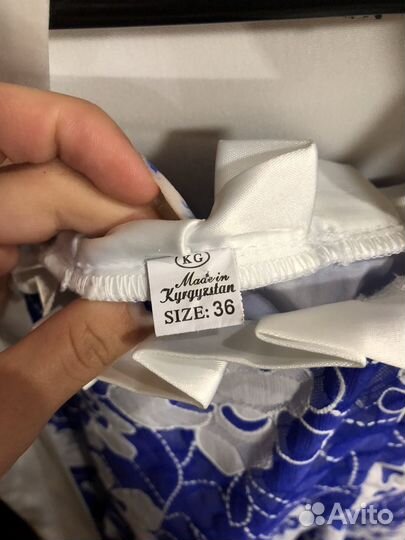 KG
Made in
Kyrgyzstan
SIZE: 36
Avito